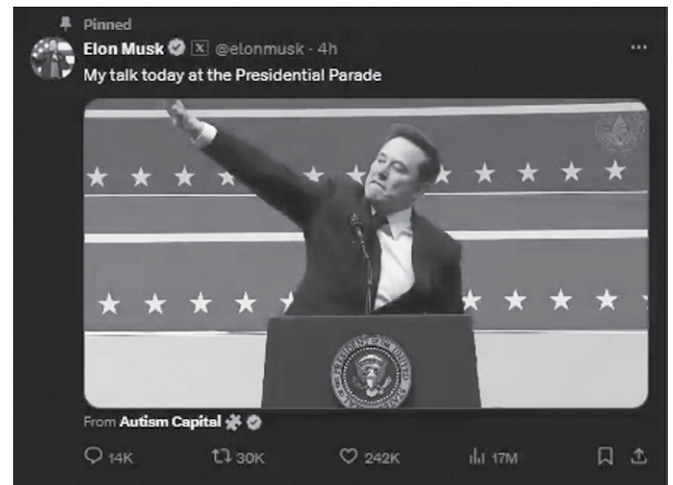 Pinned
Elon Musk X @elonmusk · 4h
My talk today at the Presidential Parade
From Autism Capital
14K 30K 242K 17M